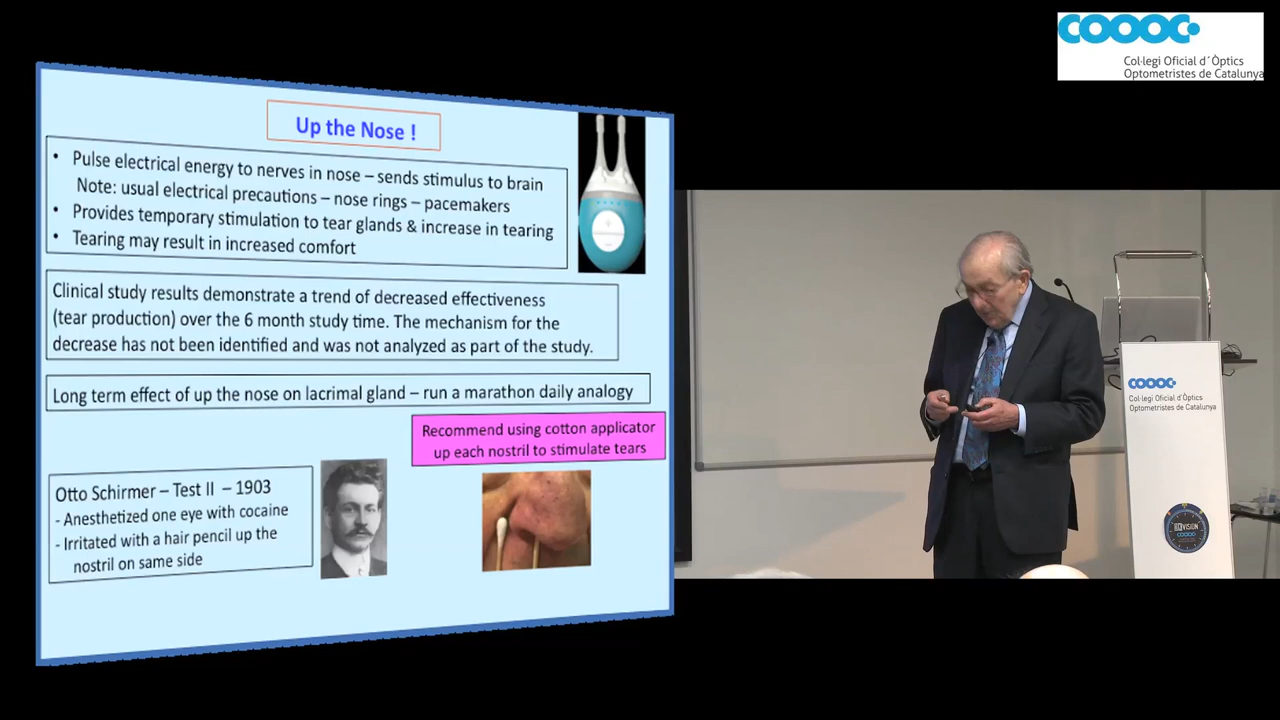 COOOC
Col·legi Oficial d´Òptics
Optometristes de Catalunya
Up the Nose !
• Pulse electrical energy to nerves in nose – sends stimulus to brain
Note: usual electrical precautions – nose rings – pacemakers
• Provides temporary stimulation to tear glands & increase in tearing
• Tearing may result in increased comfort
Clinical study results demonstrate a trend of decreased effectiveness
(tear production) over the 6 month study time. The mechanism for the
decrease has not been identified and was not analyzed as part of the study.
Long term effect of up the nose on lacrimal gland – run a marathon daily analogy
Recommend using cotton applicator
up each nostril to stimulate tears
Otto Schirmer – Test II – 1903
- Anesthetized one eye with cocaine
- Irritated with a hair pencil up the
nostril on same side
COOOC
Col·legi Oficial d´Òptics
Optometristes de Catalunya
VISION